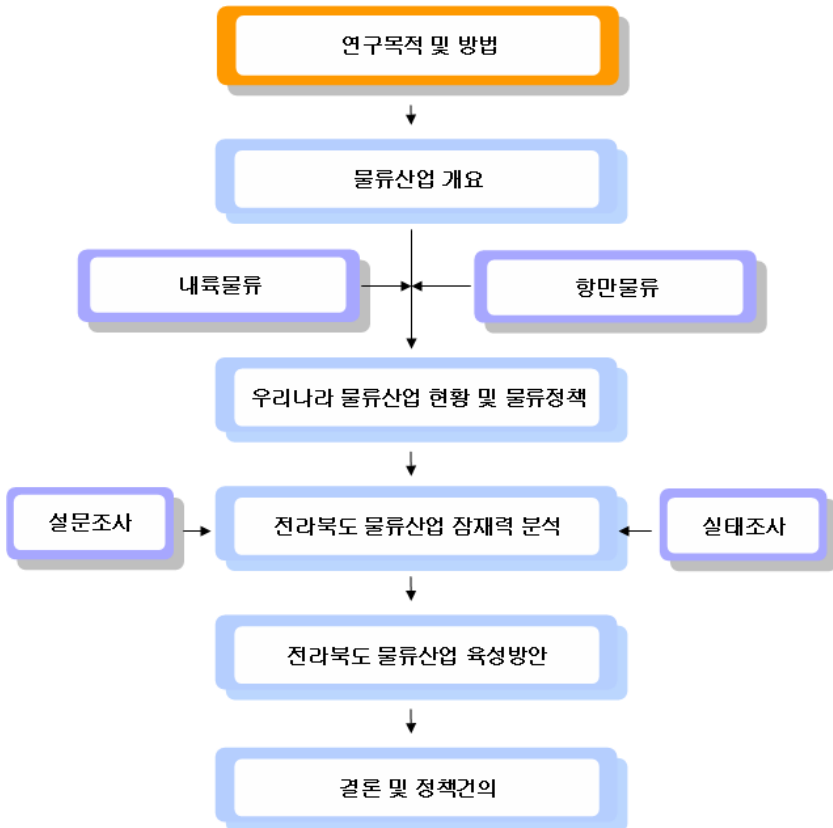 연구목적 및 방법
물류산업 개요
내륙물류
항만물류
우리나라 물류산업 현황 및 물류정책
설문조사
전라북도 물류산업 잠재력 분석
실태조사
전라북도 물류산업 육성방안
결론 및 정책건의